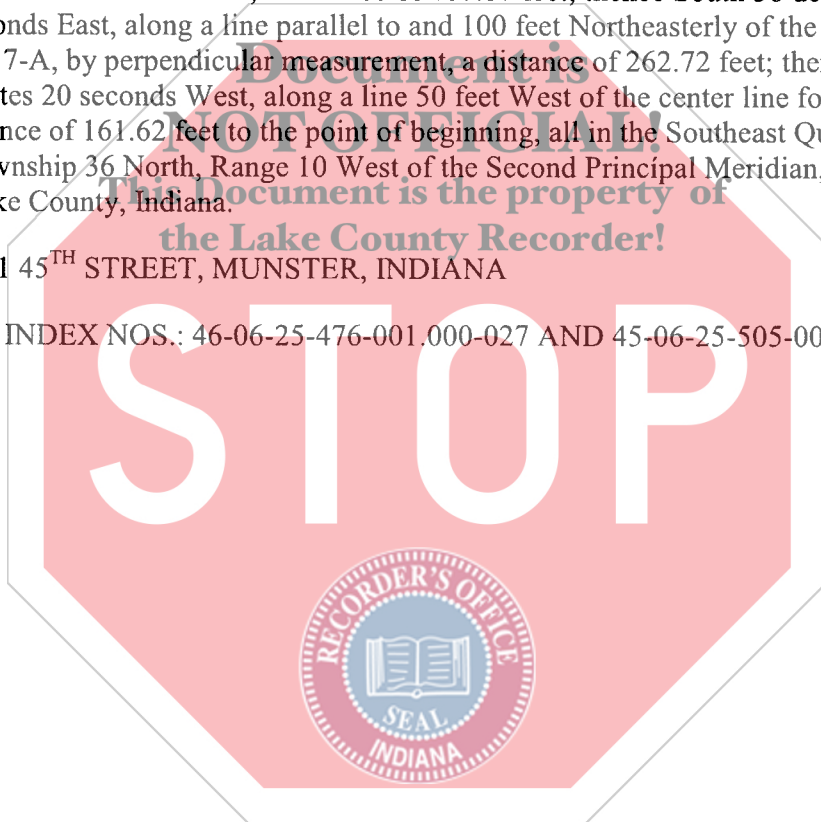 onds East, along a line parallel to and 100 feet Northeasterly of the
7-A, by perpendicular measurement, a distance of 262.72 feet;
tes 20 seconds West, along a line 50 feet West of the center line
nce of 161.62 feet to the point of beginning, all in the Southeast
nship 36 North, Range 10 West of the Second Principal Meridian,
ke County, Indiana.
45TH STREET, MUNSTER, INDIANA
INDEX NOS.: 46-06-25-476-001.000-027 AND 45-06-25-505-00
Document is
NOT OFFICIAL!
This Document is the property of
the Lake County Recorder!
STOP
RECORDER'S OFFICE
SEAL
INDIANA